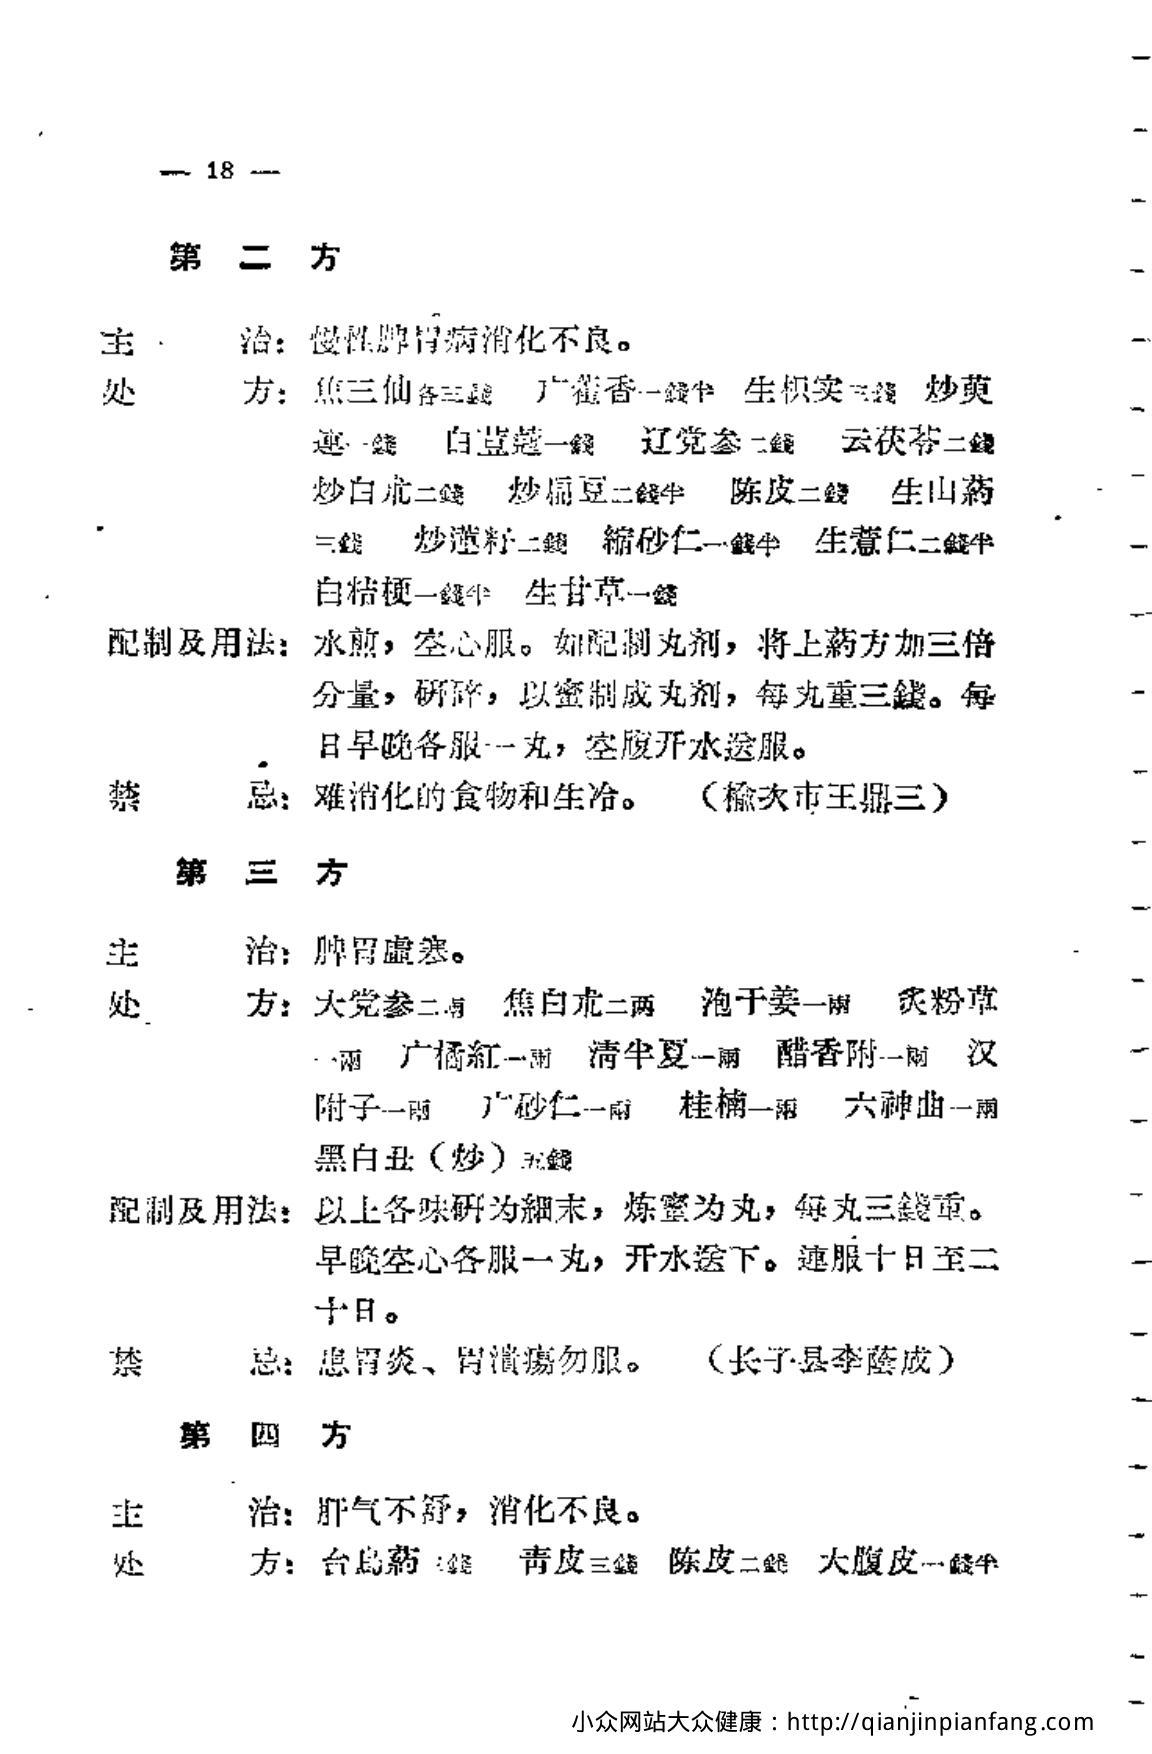 — 18 —
第 二 方
主 治：慢性脾胃病消化不良。
处 方：焦三仙各三錢 广藿香一錢半 生枳实三錢 炒萸
連一錢 白荳蔻一錢 辽党参二錢 云茯苓二錢
炒白朮二錢 炒扁豆二錢半 陈皮二錢 生山葯
三錢 炒蓮籽二錢 縮砂仁一錢半 生薏仁二錢半
白桔梗一錢半 生甘草一錢
配制及用法：水煎，空心服。如配制丸剂，将上葯方加三倍
分量，研碎，以蜜制成丸剂，每丸重三錢。每
日早晚各服一丸，空腹开水送服。
禁 忌：难消化的食物和生冷。 （榆次市王鼎三）
第 三 方
主 治：脾胃虛寒。
处 方：大党参二两 焦白朮二两 泡干姜一兩 炙粉草
一兩 广橘紅一兩 清半夏一兩 醋香附一兩 汉
附子一兩 广砂仁一兩 桂楠一兩 六神曲一兩
黑白丑（炒）五錢
配制及用法：以上各味研为細末，炼蜜为丸，每丸三錢重。
早晚空心各服一丸，开水送下。連服十日至二
十日。
禁 忌：患胃炎、胃潰瘍勿服。 （长子县李蔭成）
第 四 方
主 治：肝气不舒，消化不良。
处 方：台烏葯 錢 青皮三錢 陈皮二錢 大腹皮一錢半
小众网站大众健康：http://qianjinpianfang.com